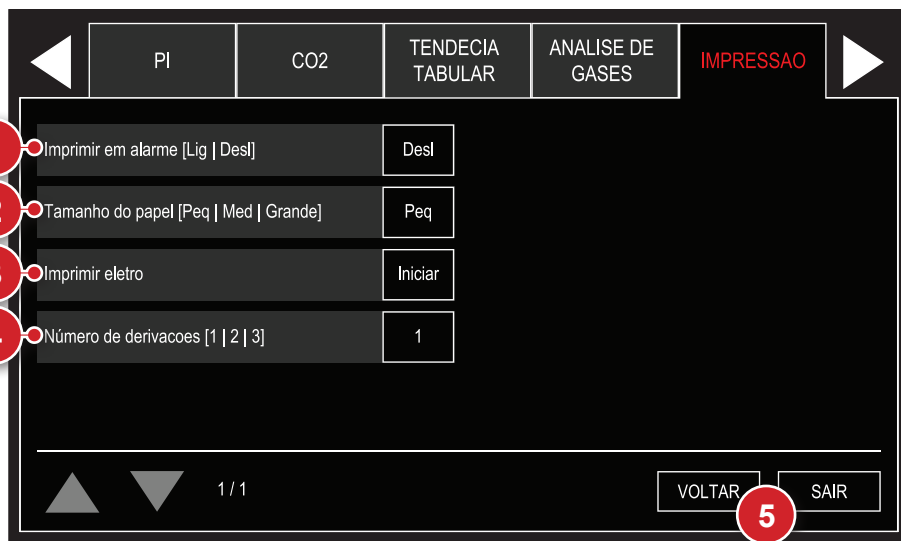 PI
CO2
TENDECIA
TABULAR
ANALISE DE
GASES
IMPRESSAO
Imprimir em alarme [Lig | Desl]
Desl
2
Tamanho do papel [Peq | Med | Grande]
Peq
Imprimir eletro
Iniciar
Número de derivacoes [1 | 2 | 3]
1
1 / 1
VOLTAR
SAIR
5